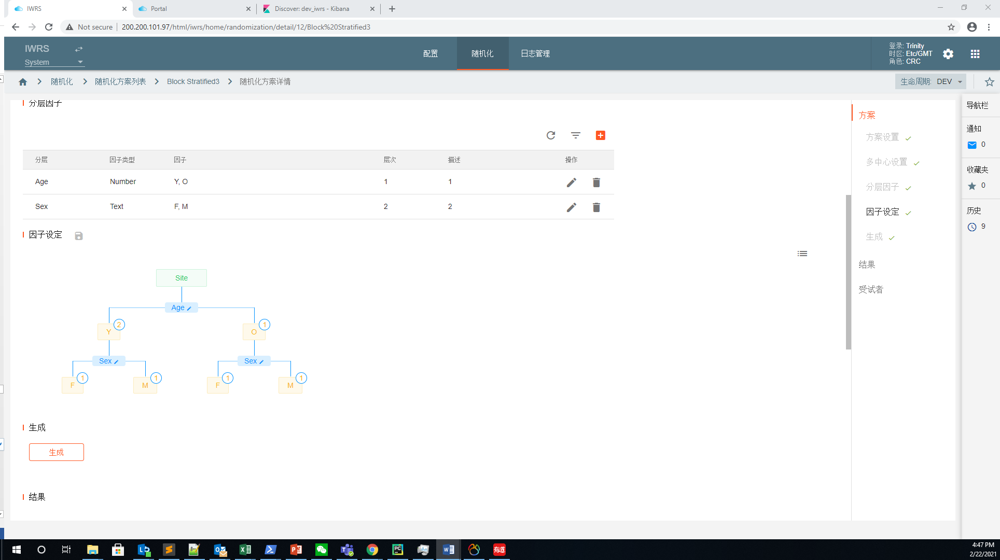 IWRS
Portal
Discover: dev_iwrs - Kibana
Not secure
200.200.101.97/html/iwrs/home/randomization/detail/12/Block%20Stratified3
IWRS
System
配置
随机化
日志管理
登录: Trinity
时区: Etc/GMT
角色: CRC
随机化
随机化方案列表
Block Stratified3
随机化方案详情
生命周期: DEV
分层因子
分层 因子类型 因子 层次 描述 操作
Age Number Y, O 1 1
Sex Text F, M 2 2
因子设定
Site
Age
Y 2
O 1
Sex
Sex
F 1
M 1
F 1
M 1
生成
生成
结果
方案
方案设置
多中心设置
分层因子
因子设定
生成
结果
受试者
导航栏
通知
0
收藏夹
0
历史
9
4:47 PM
2/22/2021